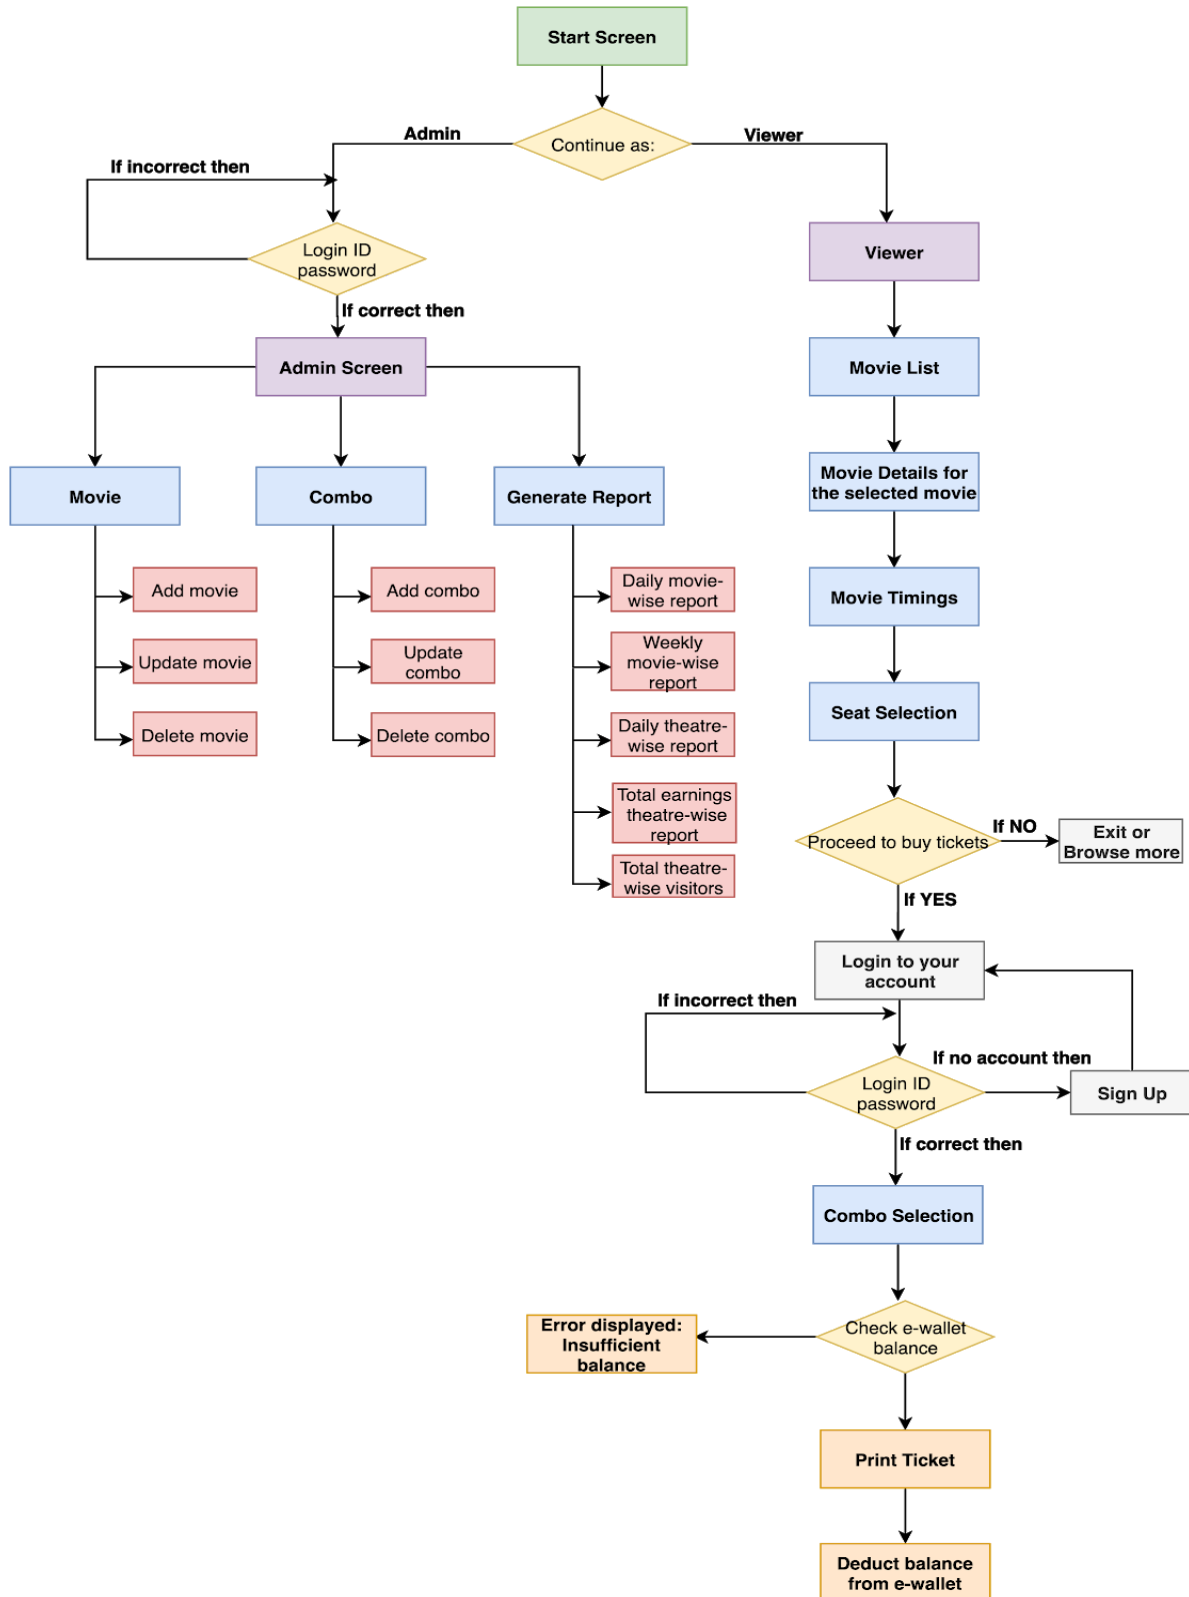 Start Screen
Continue as:
Admin
Viewer
If incorrect then
Login ID
password
If correct then
Viewer
Admin Screen
Movie List
Movie
Combo
Generate Report
Movie Details for
the selected movie
Add movie
Update movie
Delete movie
Add combo
Update
combo
Delete combo
Daily movie-
wise report
Weekly
movie-wise
report
Daily theatre-
wise report
Total earnings
theatre-wise
report
Total theatre-
wise visitors
Movie Timings
Seat Selection
Proceed to buy tickets
If NO
Exit or
Browse more
If YES
Login to your
account
If incorrect then
If no account then
Login ID
password
Sign Up
If correct then
Combo Selection
Check e-wallet
balance
Error displayed:
Insufficient
balance
Print Ticket
Deduct balance
from e-wallet